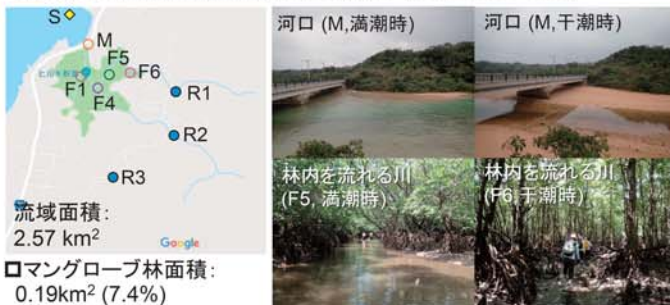 S
M
F5
F6
F1
F4
R1
R2
R3
流域面積:
2.57 km²
Google
マングローブ林面積:
0.19km² (7.4%)
河口 (M,満潮時)
河口 (M,干潮時)
林内を流れる川
(F5, 満潮時)
林内を流れる川
(F6,干潮時)